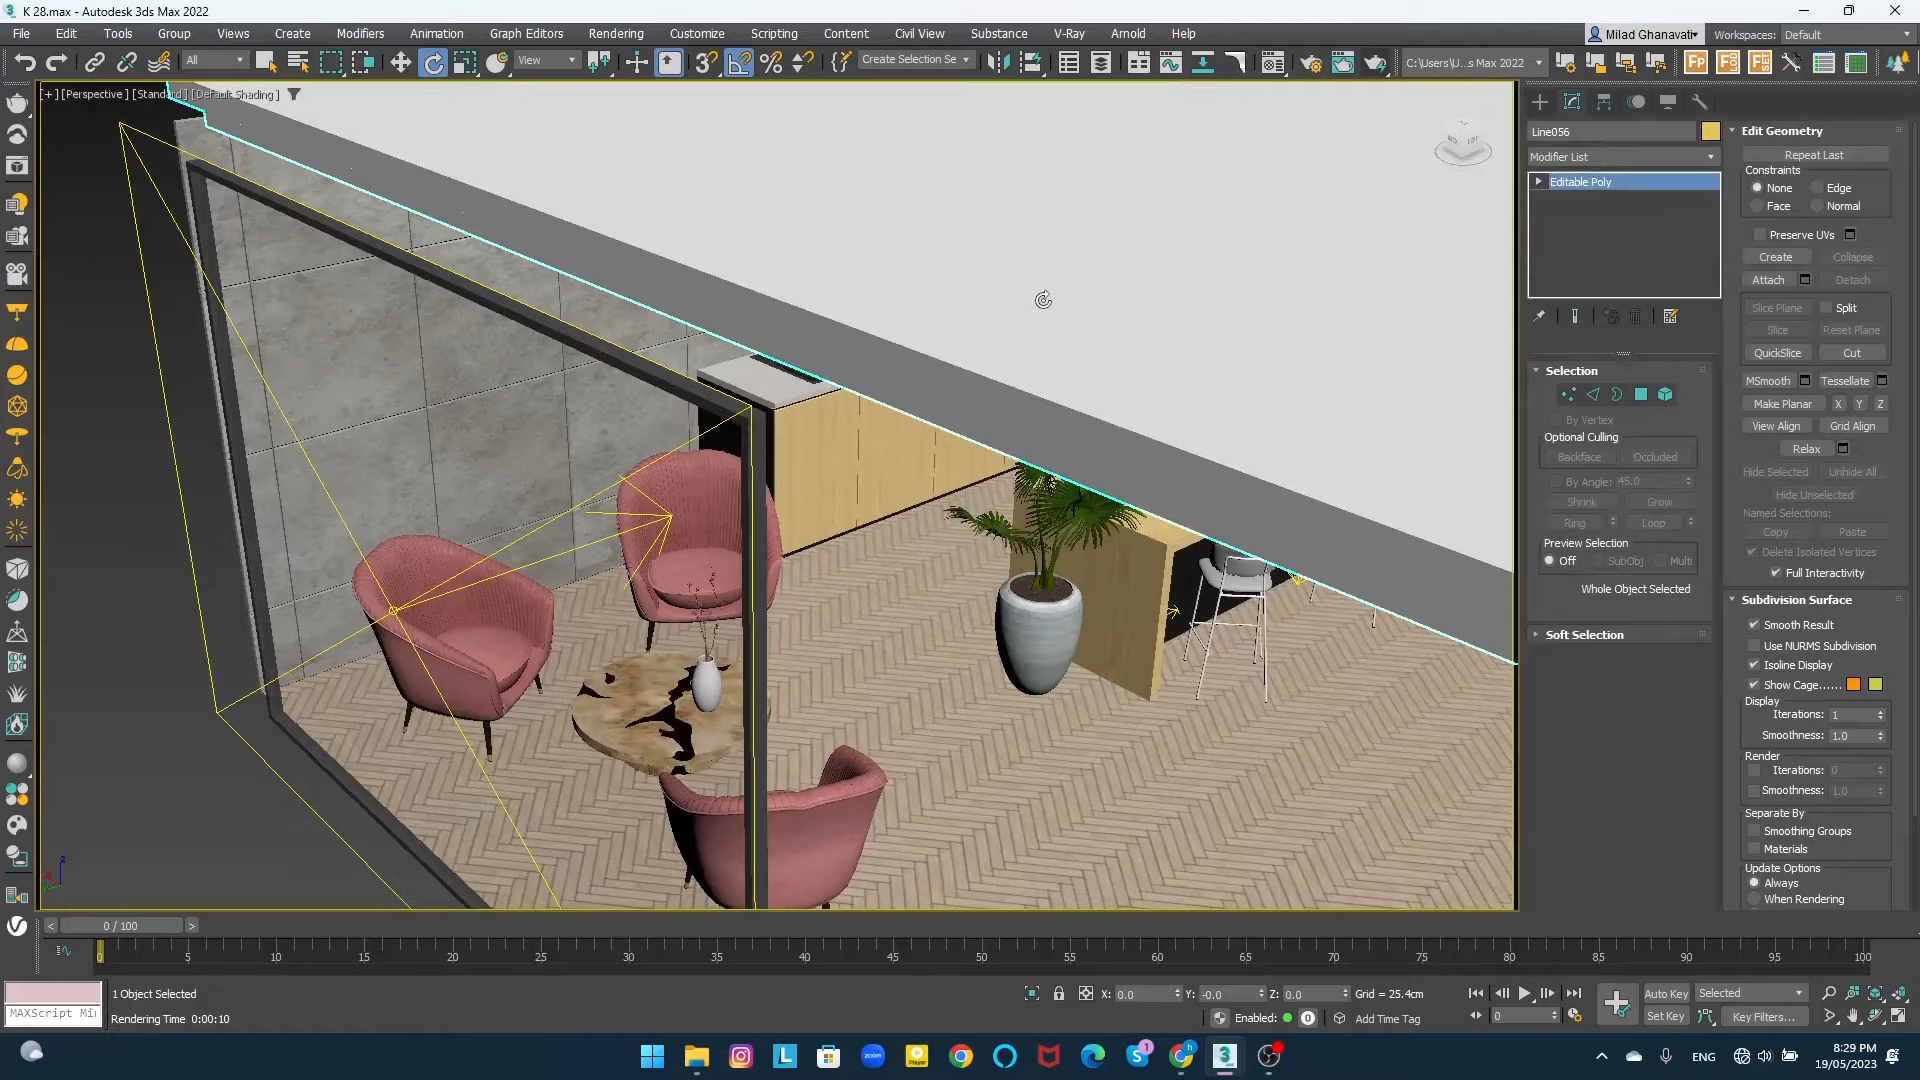 K 28.max - Autodesk 3ds Max 2022
File Edit Tools Group Views Create Modifiers Animation Graph Editors Rendering Customize Scripting Content Civil View Substance V-Ray Arnold Help
Milad Ghanavati Workspaces: Default
All View Create Selection Se C:\Users\U...s Max 2022
[+] [Perspective] [Standard] [Default Shading]
Line056
Modifier List
Editable Poly
Selection
By Vertex
Optional Culling
Backface Occluded
By Angle: 45.0
Shrink Grow
Ring Loop
Preview Selection
Off SubObj Multi
Whole Object Selected
Soft Selection
Edit Geometry
Repeat Last
Constraints
None Edge
Face Normal
Preserve UVs
Create Collapse
Attach Detach
Slice Plane Split
Slice Reset Plane
QuickSlice Cut
MSmooth Tessellate
Make Planar X Y Z
View Align Grid Align
Relax
Hide Selected Unhide All
Hide Unselected
Named Selections:
Copy Paste
Delete Isolated Vertices
Full Interactivity
Subdivision Surface
Smooth Result
Use NURMS Subdivision
Isoline Display
Show Cage......
Display
Iterations: 1
Smoothness: 1.0
Render
Iterations: 0
Smoothness: 1.0
Separate By
Smoothing Groups
Materials
Update Options
Always
When Rendering
0 / 100
0 5 10 15 20 25 30 35 40 45 50 55 60 65 70 75 80 85 90 95 100
1 Object Selected
X: 0.0 Y: -0.0 Z: 0.0 Grid = 25.4cm
Auto Key Selected
MAXScript Mi
Rendering Time 0:00:10
Enabled: Add Time Tag
0
Set Key Key Filters...
ENG
8:29 PM
19/05/2023